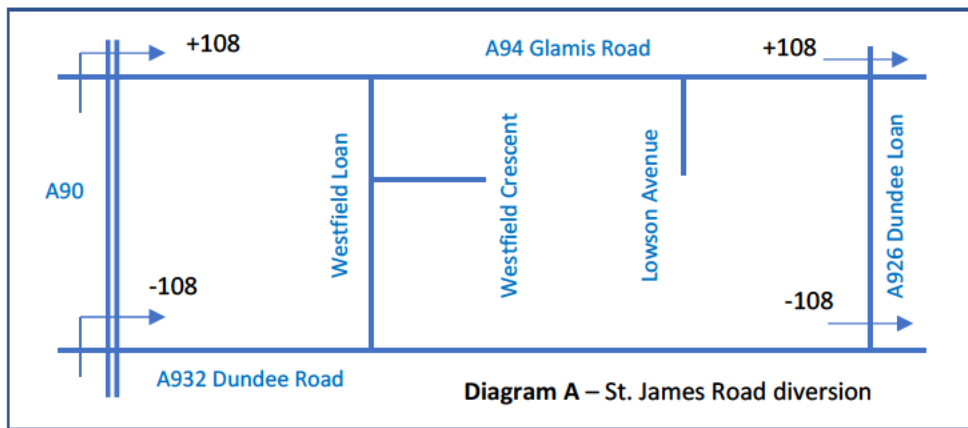 +108
A94 Glamis Road
+108
A90
Westfield Loan
Westfield Crescent
Lowson Avenue
A926 Dundee Loan
-108
-108
A932 Dundee Road
Diagram A – St. James Road diversion